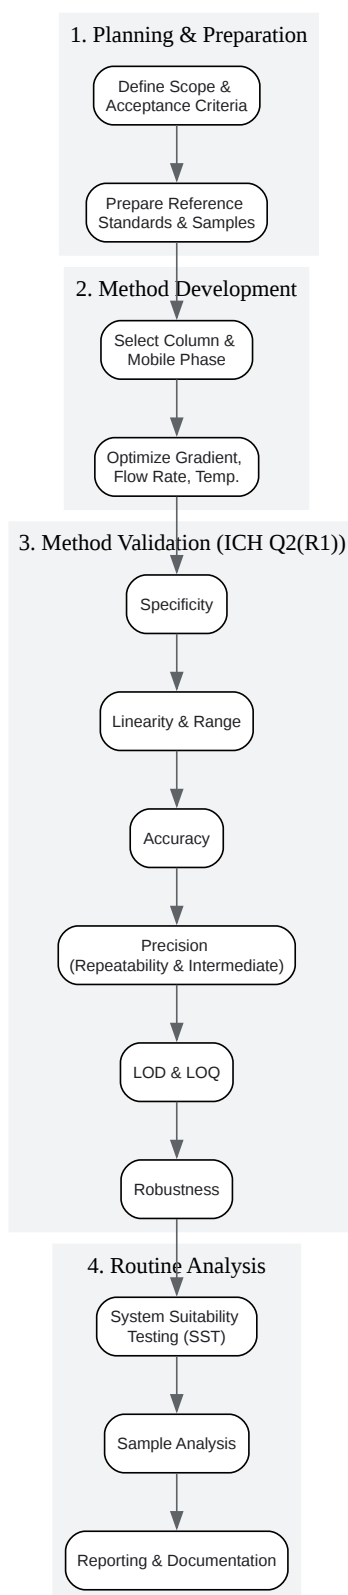 1. Planning & Preparation
Define Scope &
Acceptance Criteria
Prepare Reference
Standards & Samples
2. Method Development
Select Column &
Mobile Phase
Optimize Gradient,
Flow Rate, Temp.
3. Method Validation (ICH Q2(R1))
Specificity
Linearity & Range
Accuracy
Precision
(Repeatability & Intermediate)
LOD & LOQ
Robustness
4. Routine Analysis
System Suitability
Testing (SST)
Sample Analysis
Reporting & Documentation